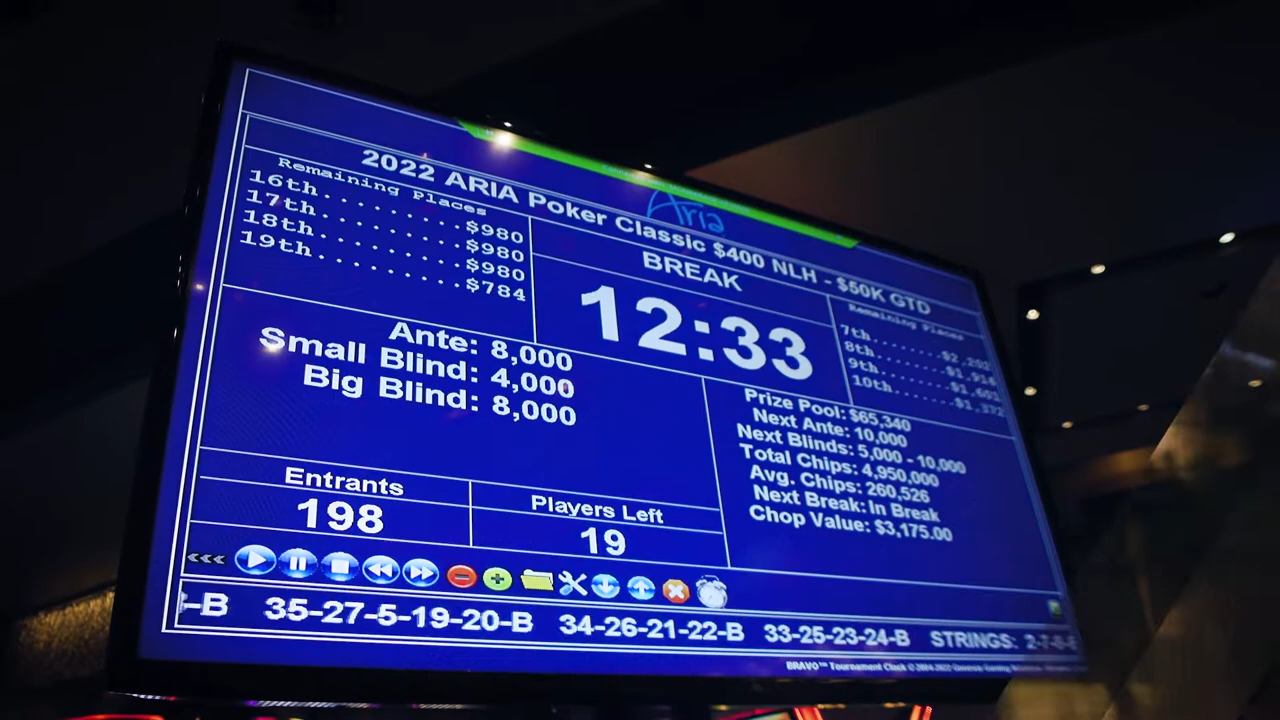 Aria
2022 ARIA Poker Classic $400 NLH - $50K GTD
Remaining Places
16th.........$980
17th.........$980
18th.........$980
19th.........$784
BREAK
12:33
Remaining Places
7th
8th
9th
10th
Ante: 8,000
Small Blind: 4,000
Big Blind: 8,000
Prize Pool: $65,340
Next Ante: 10,000
Next Blinds: 5,000 - 10,000
Total Chips: 4,950,000
Avg. Chips: 260,526
Next Break: In Break
Chop Value: $3,175.00
Entrants
198
Players Left
19
<<<
-B 35-27-5-19-20-B 34-26-21-22-B 33-25-23-24-B STRINGS:
BRAVO™ Tournament Clock ©